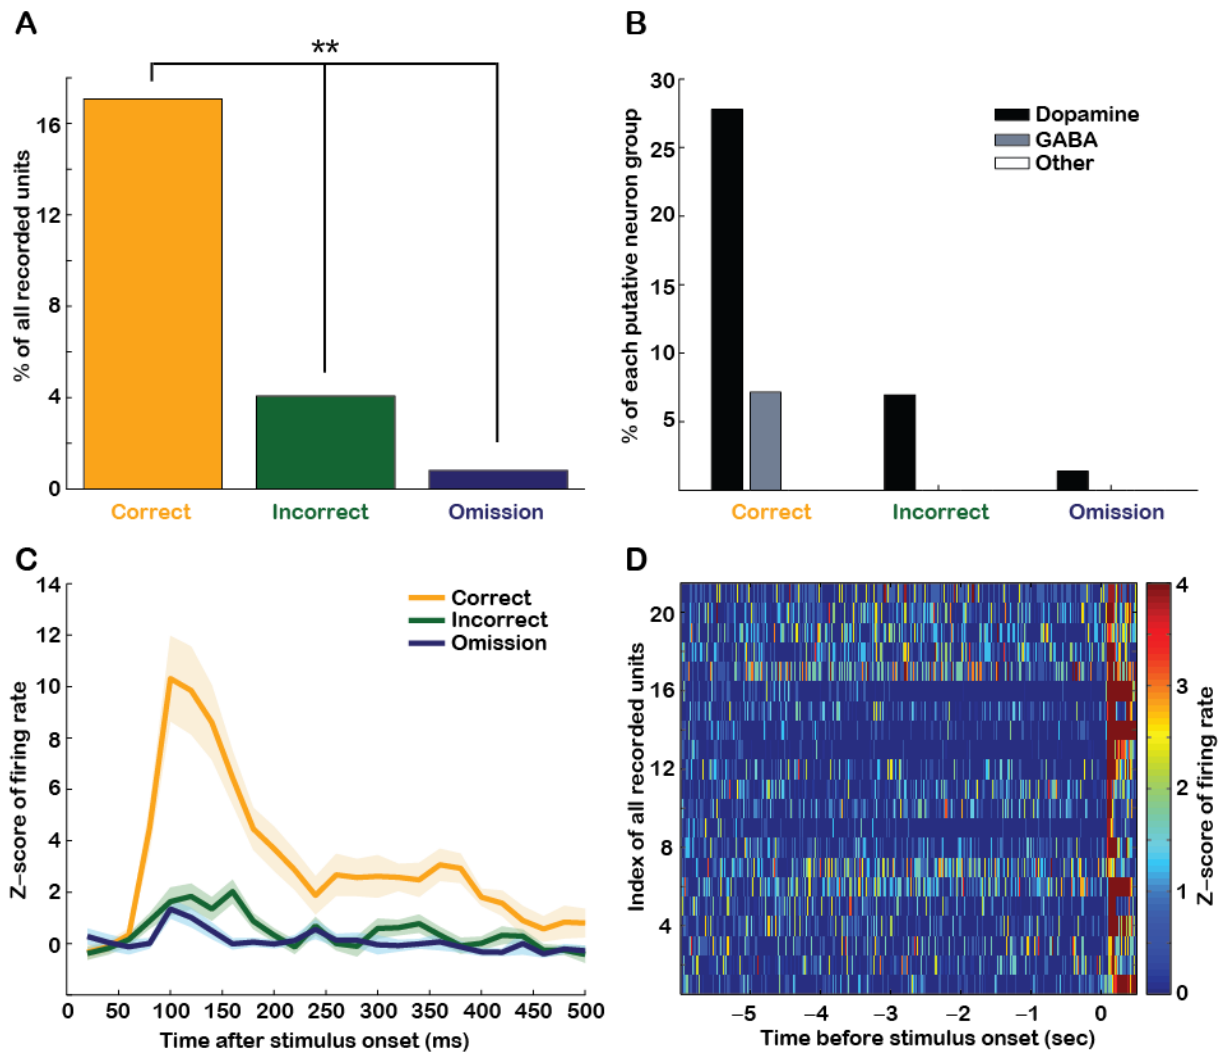 A
**
% of all recorded units
16
12
8
4
0
Correct
Incorrect
Omission
B
% of each putative neuron group
30
25
20
15
10
5
Dopamine
GABA
Other
Correct
Incorrect
Omission
C
Z-score of firing rate
14
12
10
8
6
4
2
0
Correct
Incorrect
Omission
0 50 100 150 200 250 300 350 400 450 500
Time after stimulus onset (ms)
D
Index of all recorded units
20
16
12
8
4
−5 −4 −3 −2 −1 0
Time before stimulus onset (sec)
4
3
2
1
0
Z-score of firing rate